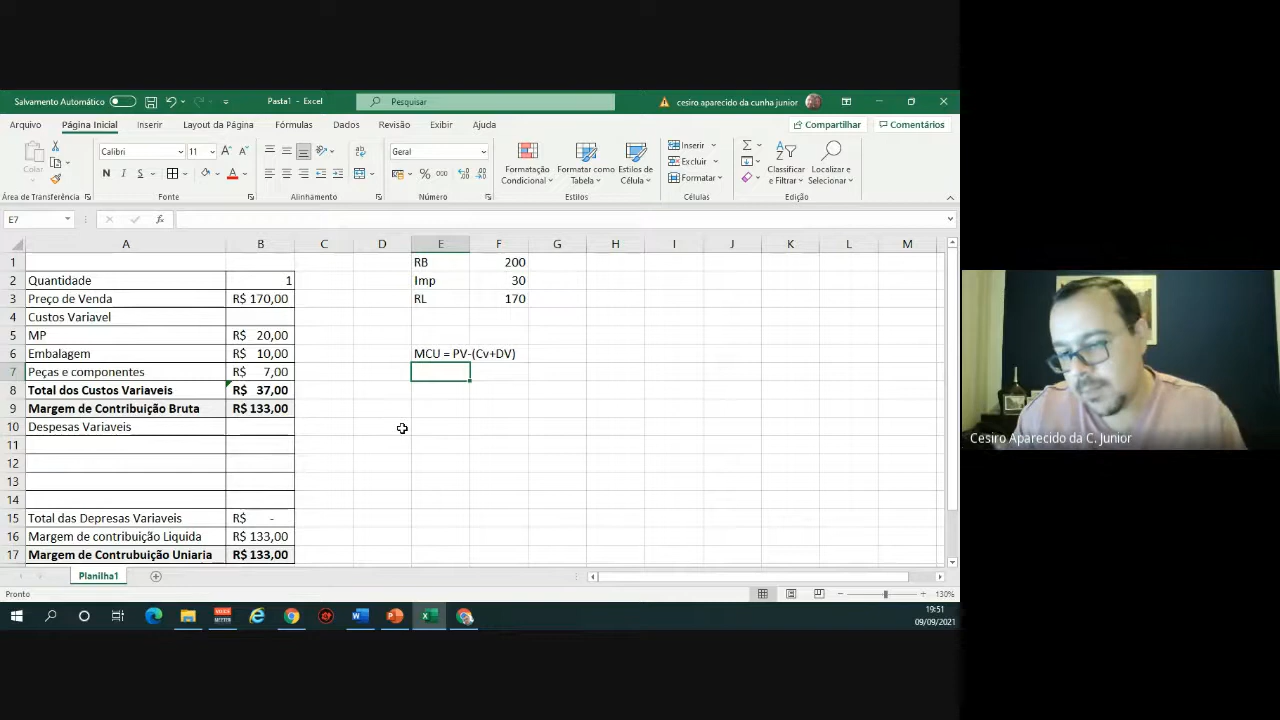 Salvamento Automático
Pasta1 - Excel
Pesquisar
cesiro aparecido da cunha junior
Arquivo Página Inicial Inserir Layout da Página Fórmulas Dados Revisão Exibir Ajuda
Compartilhar Comentários
Colar
Calibri 11
N I S
ab
Geral
% 000
Formatação Condicional
Formatar como Tabela
Estilos de Célula
Inserir
Excluir
Formatar
Classificar e Filtrar
Localizar e Selecionar
Área de Transferência Fonte Alinhamento Número Estilos Células Edição
E7 fx
A B C D E F G H I J K L M
1 RB 200
2 Quantidade 1 Imp 30
3 Preço de Venda R$ 170,00 RL 170
4 Custos Variavel
5 MP R$ 20,00
6 Embalagem R$ 10,00 MCU = PV-(Cv+DV)
7 Peças e componentes R$ 7,00
8 Total dos Custos Variaveis R$ 37,00
9 Margem de Contribuição Bruta R$ 133,00
10 Despesas Variaveis
11
12
13
14
15 Total das Depresas Variaveis R$ -
16 Margem de contribuição Liquida R$ 133,00
17 Margem de Contrubuição Uniaria R$ 133,00
Planilha1
Pronto
130%
19:51
09/09/2021
Cesiro Aparecido da C. Junior